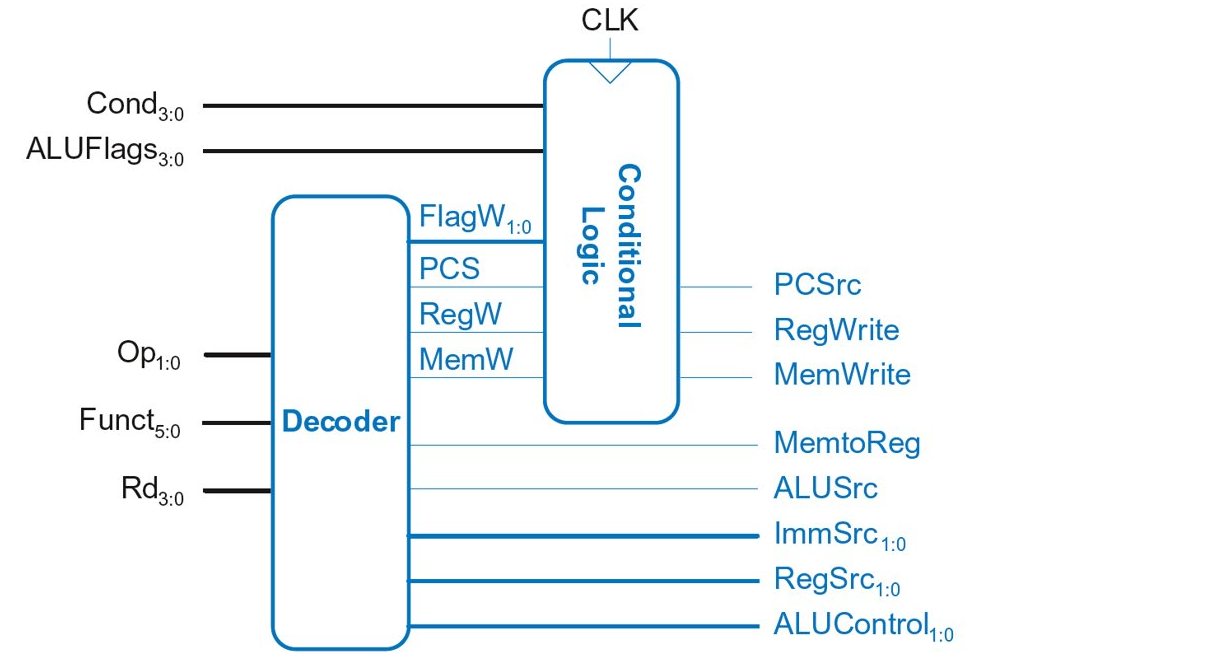 CLK
Cond3:0
ALUFlags3:0
Conditional
Logic
FlagW1:0
PCS
RegW
MemW
PCSrc
RegWrite
MemWrite
Op1:0
Funct5:0
Rd3:0
Decoder
MemtoReg
ALUSrc
ImmSrc1:0
RegSrc1:0
ALUControl1:0